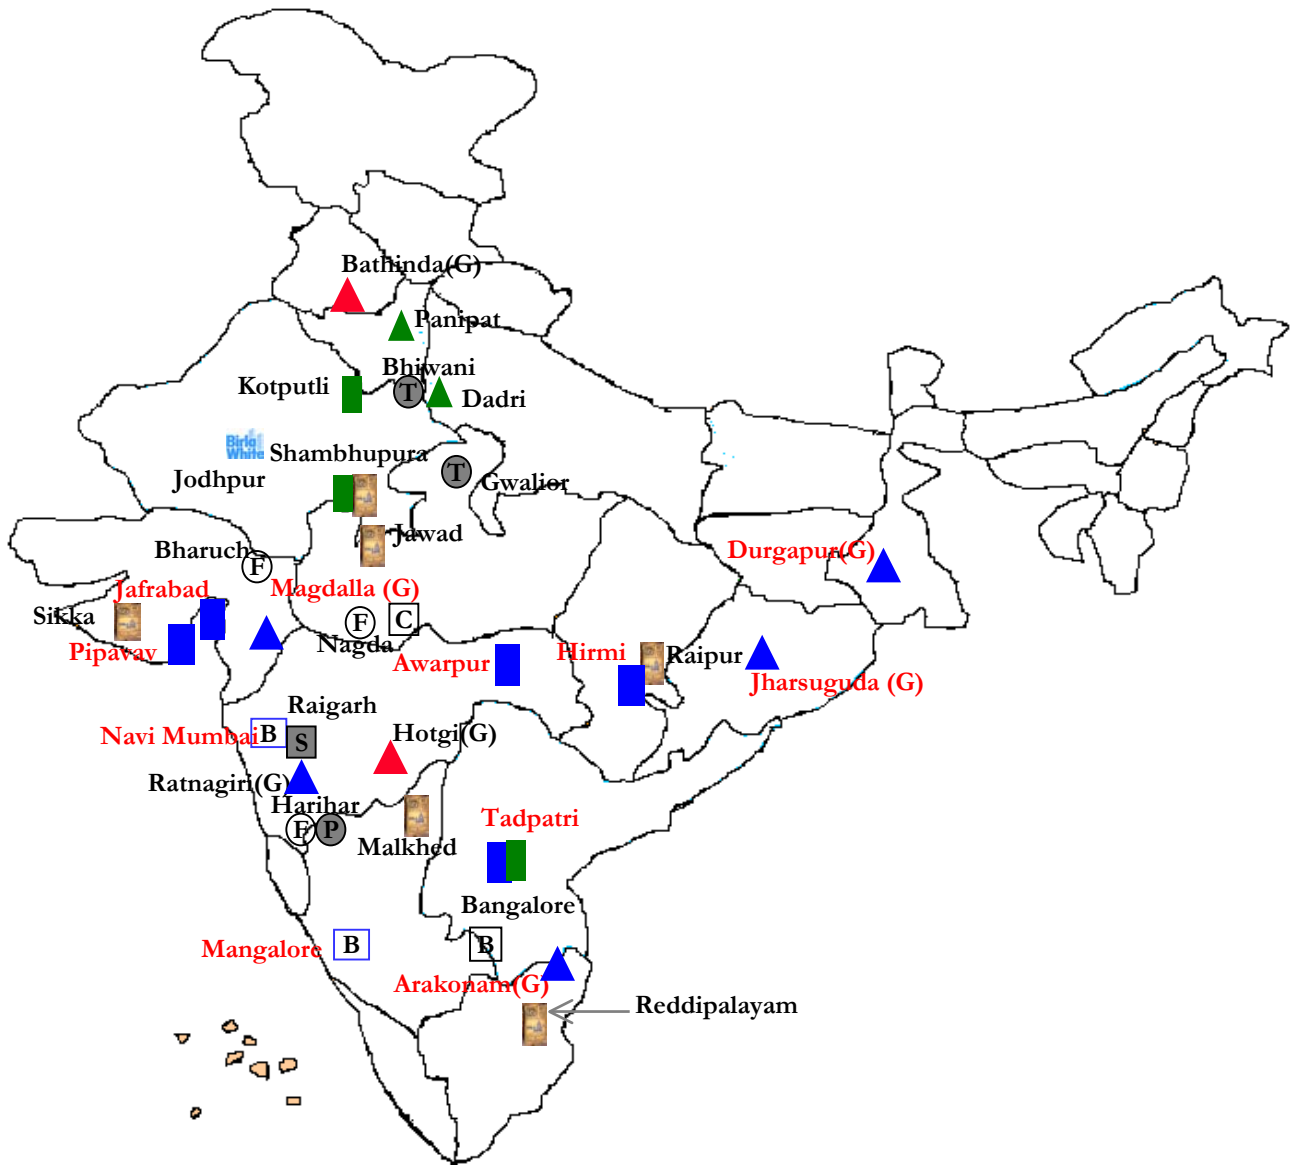 Bathinda(G)
Panipat
Bhiwani
Kotputli
T
Dadri
Birla
White
Shambhupura
Jodhpur
T
Gwalior
Jawad
Bharuch
F
Durgapur(G)
Jafrabad
Magdalla (G)
Sikka
F
C
Nagda
Pipavav
Awarpur
Hirmi
Raipur
Jharsuguda (G)
Raigarh
Navi Mumbai
B
S
Hotgi(G)
Ratnagiri(G)
Harihar
F
P
Malkhed
Tadpatri
Bangalore
Mangalore
B
B
Arakonam(G)
Reddipalayam